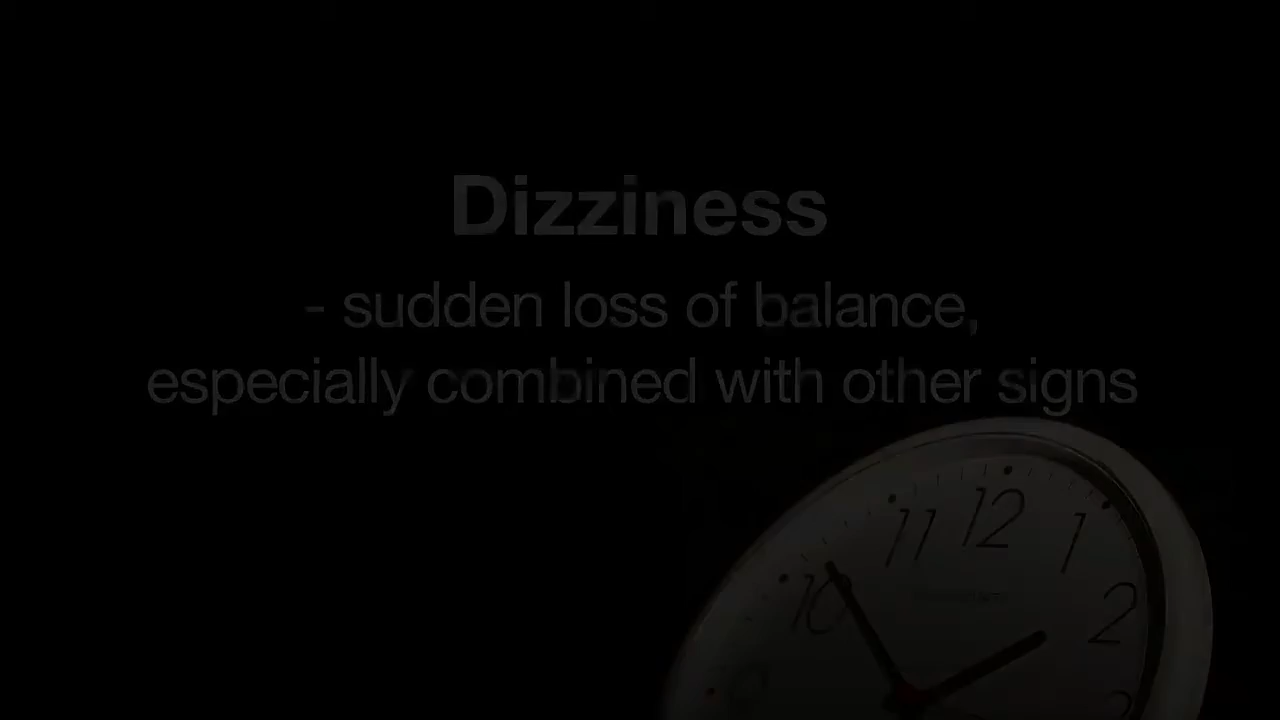 Dizziness
- sudden loss of balance,
especially combined with other signs
11 12 1
10 2